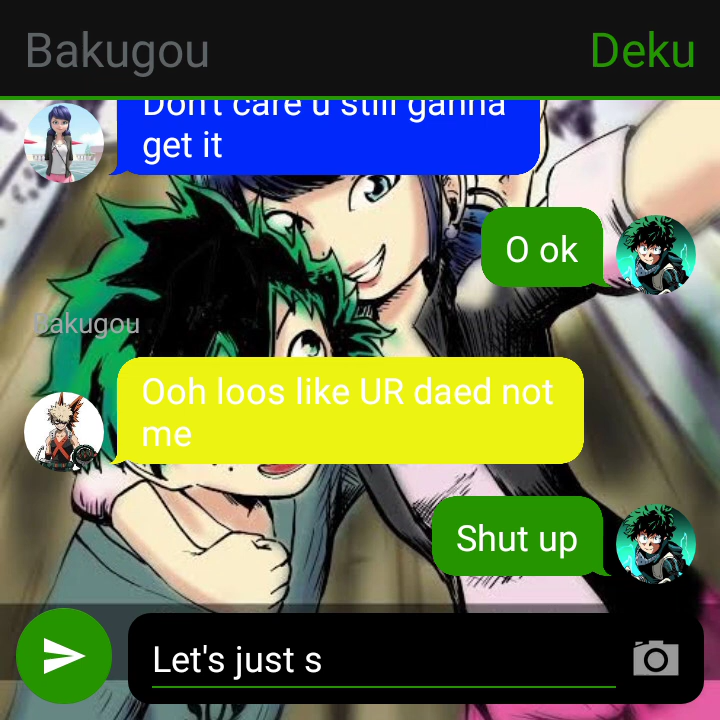 Bakugou
Deku
Don't care u still ganna
get it
O ok
Bakugou
Ooh loos like UR daed not
me
Shut up
Let's just s